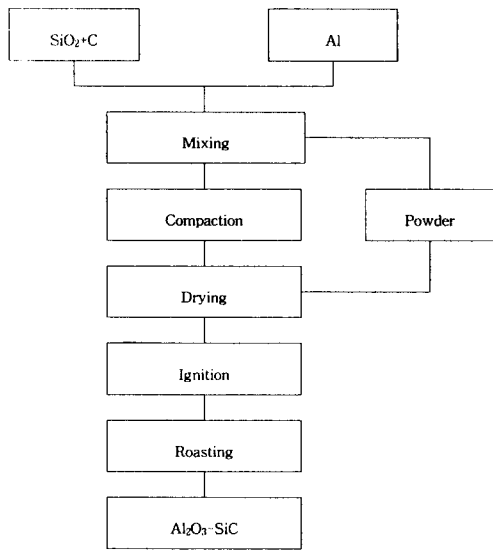 SiO₂+C
Al
Mixing
Compaction
Powder
Drying
Ignition
Roasting
Al₂O₃-SiC